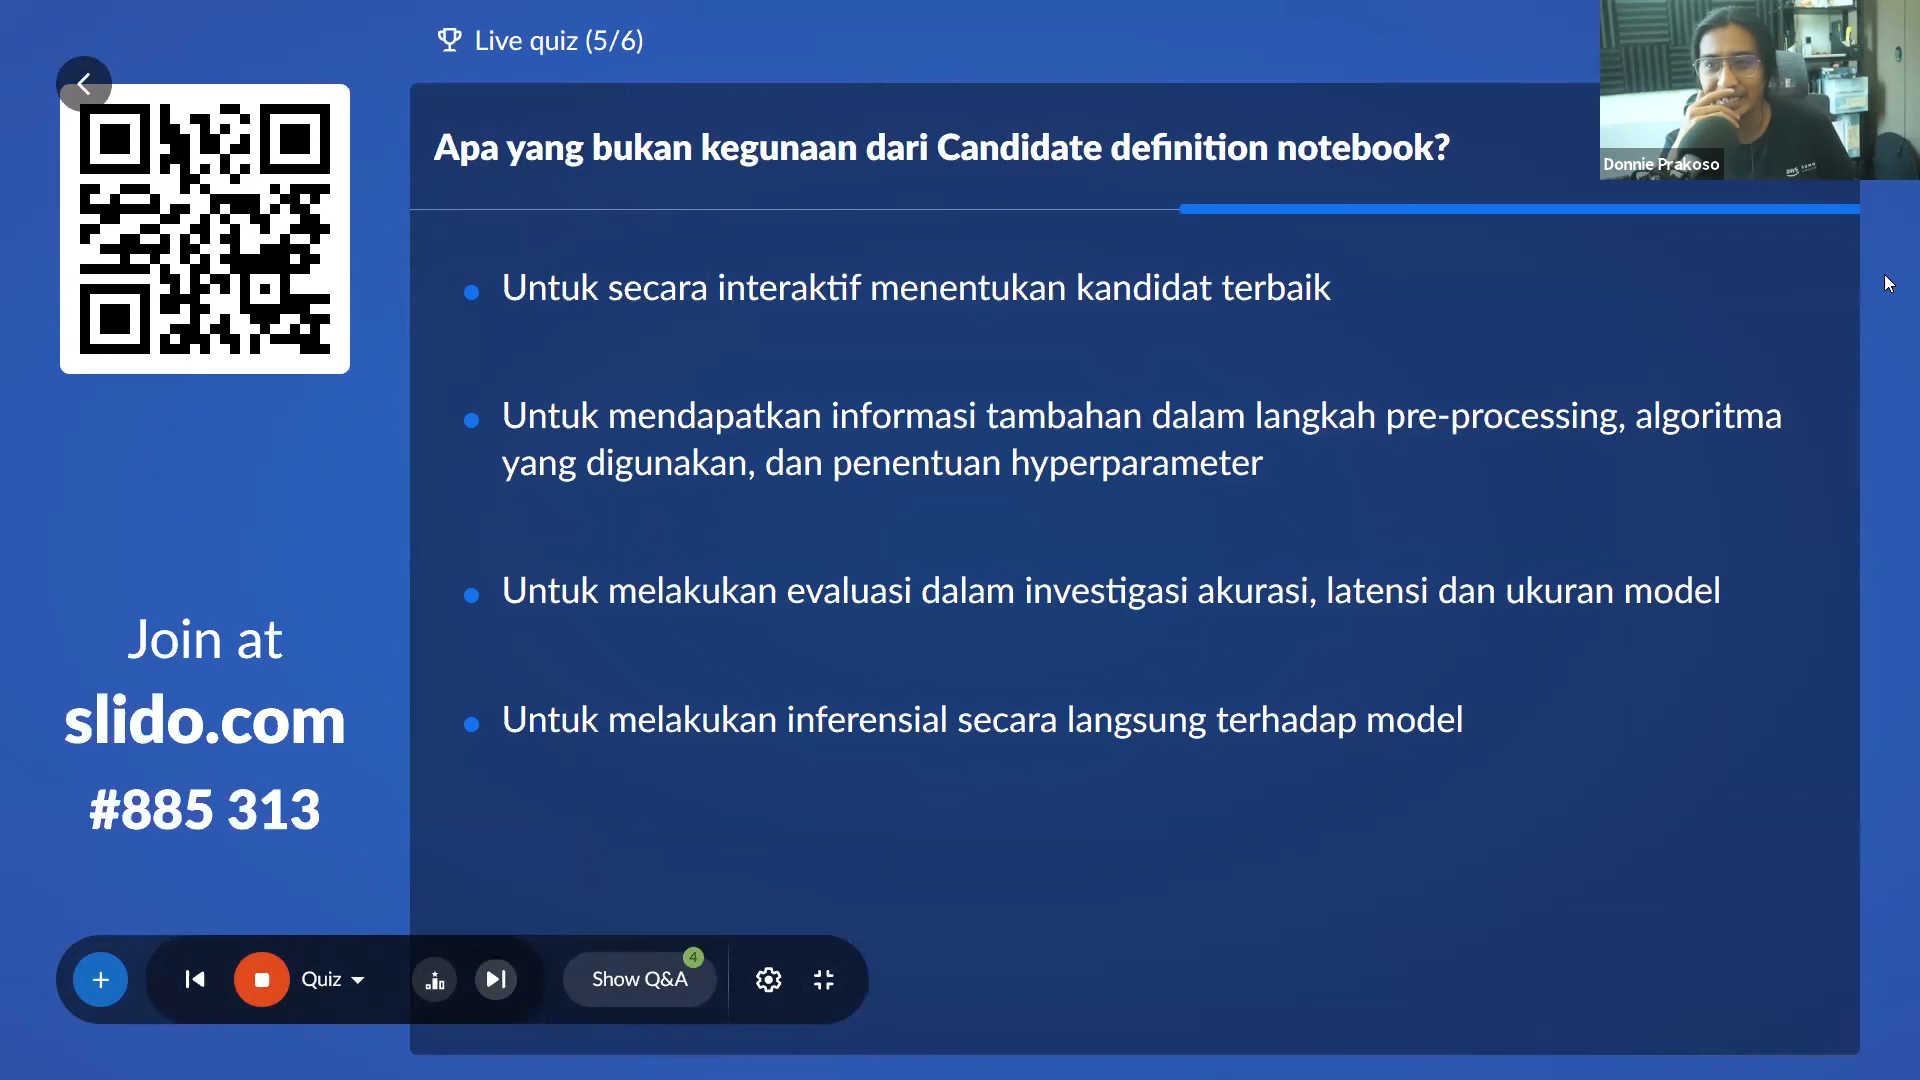 Live quiz (5/6)
Donnie Prakoso
aws
Apa yang bukan kegunaan dari Candidate definition notebook?
Untuk secara interaktif menentukan kandidat terbaik
Untuk mendapatkan informasi tambahan dalam langkah pre-processing, algoritma
yang digunakan, dan penentuan hyperparameter
Untuk melakukan evaluasi dalam investigasi akurasi, latensi dan ukuran model
Untuk melakukan inferensial secara langsung terhadap model
Join at
slido.com
#885 313
Quiz
Show Q&A
4